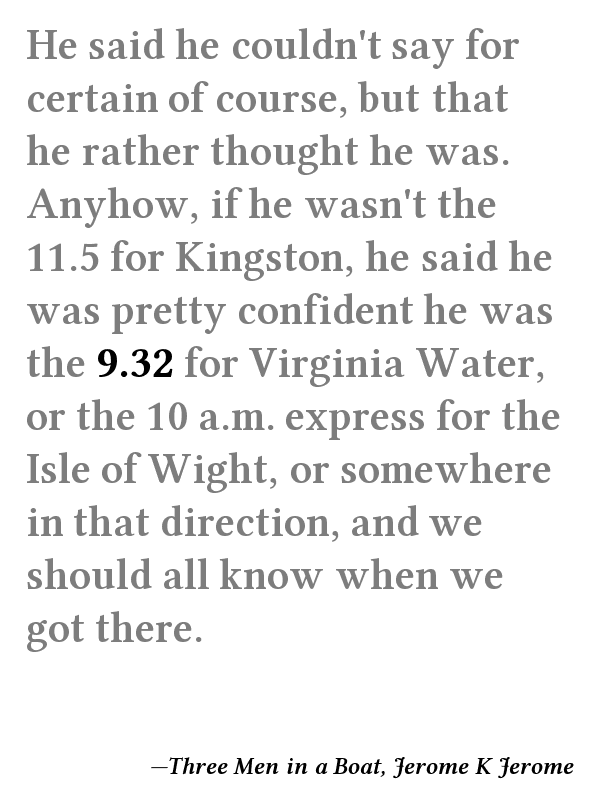 He said he couldn't say for
certain of course, but that
he rather thought he was.
Anyhow, if he wasn't the
11.5 for Kingston, he said he
was pretty confident he was
the 9.32 for Virginia Water,
or the 10 a.m. express for the
Isle of Wight, or somewhere
in that direction, and we
should all know when we
got there.
—Three Men in a Boat, Jerome K Jerome